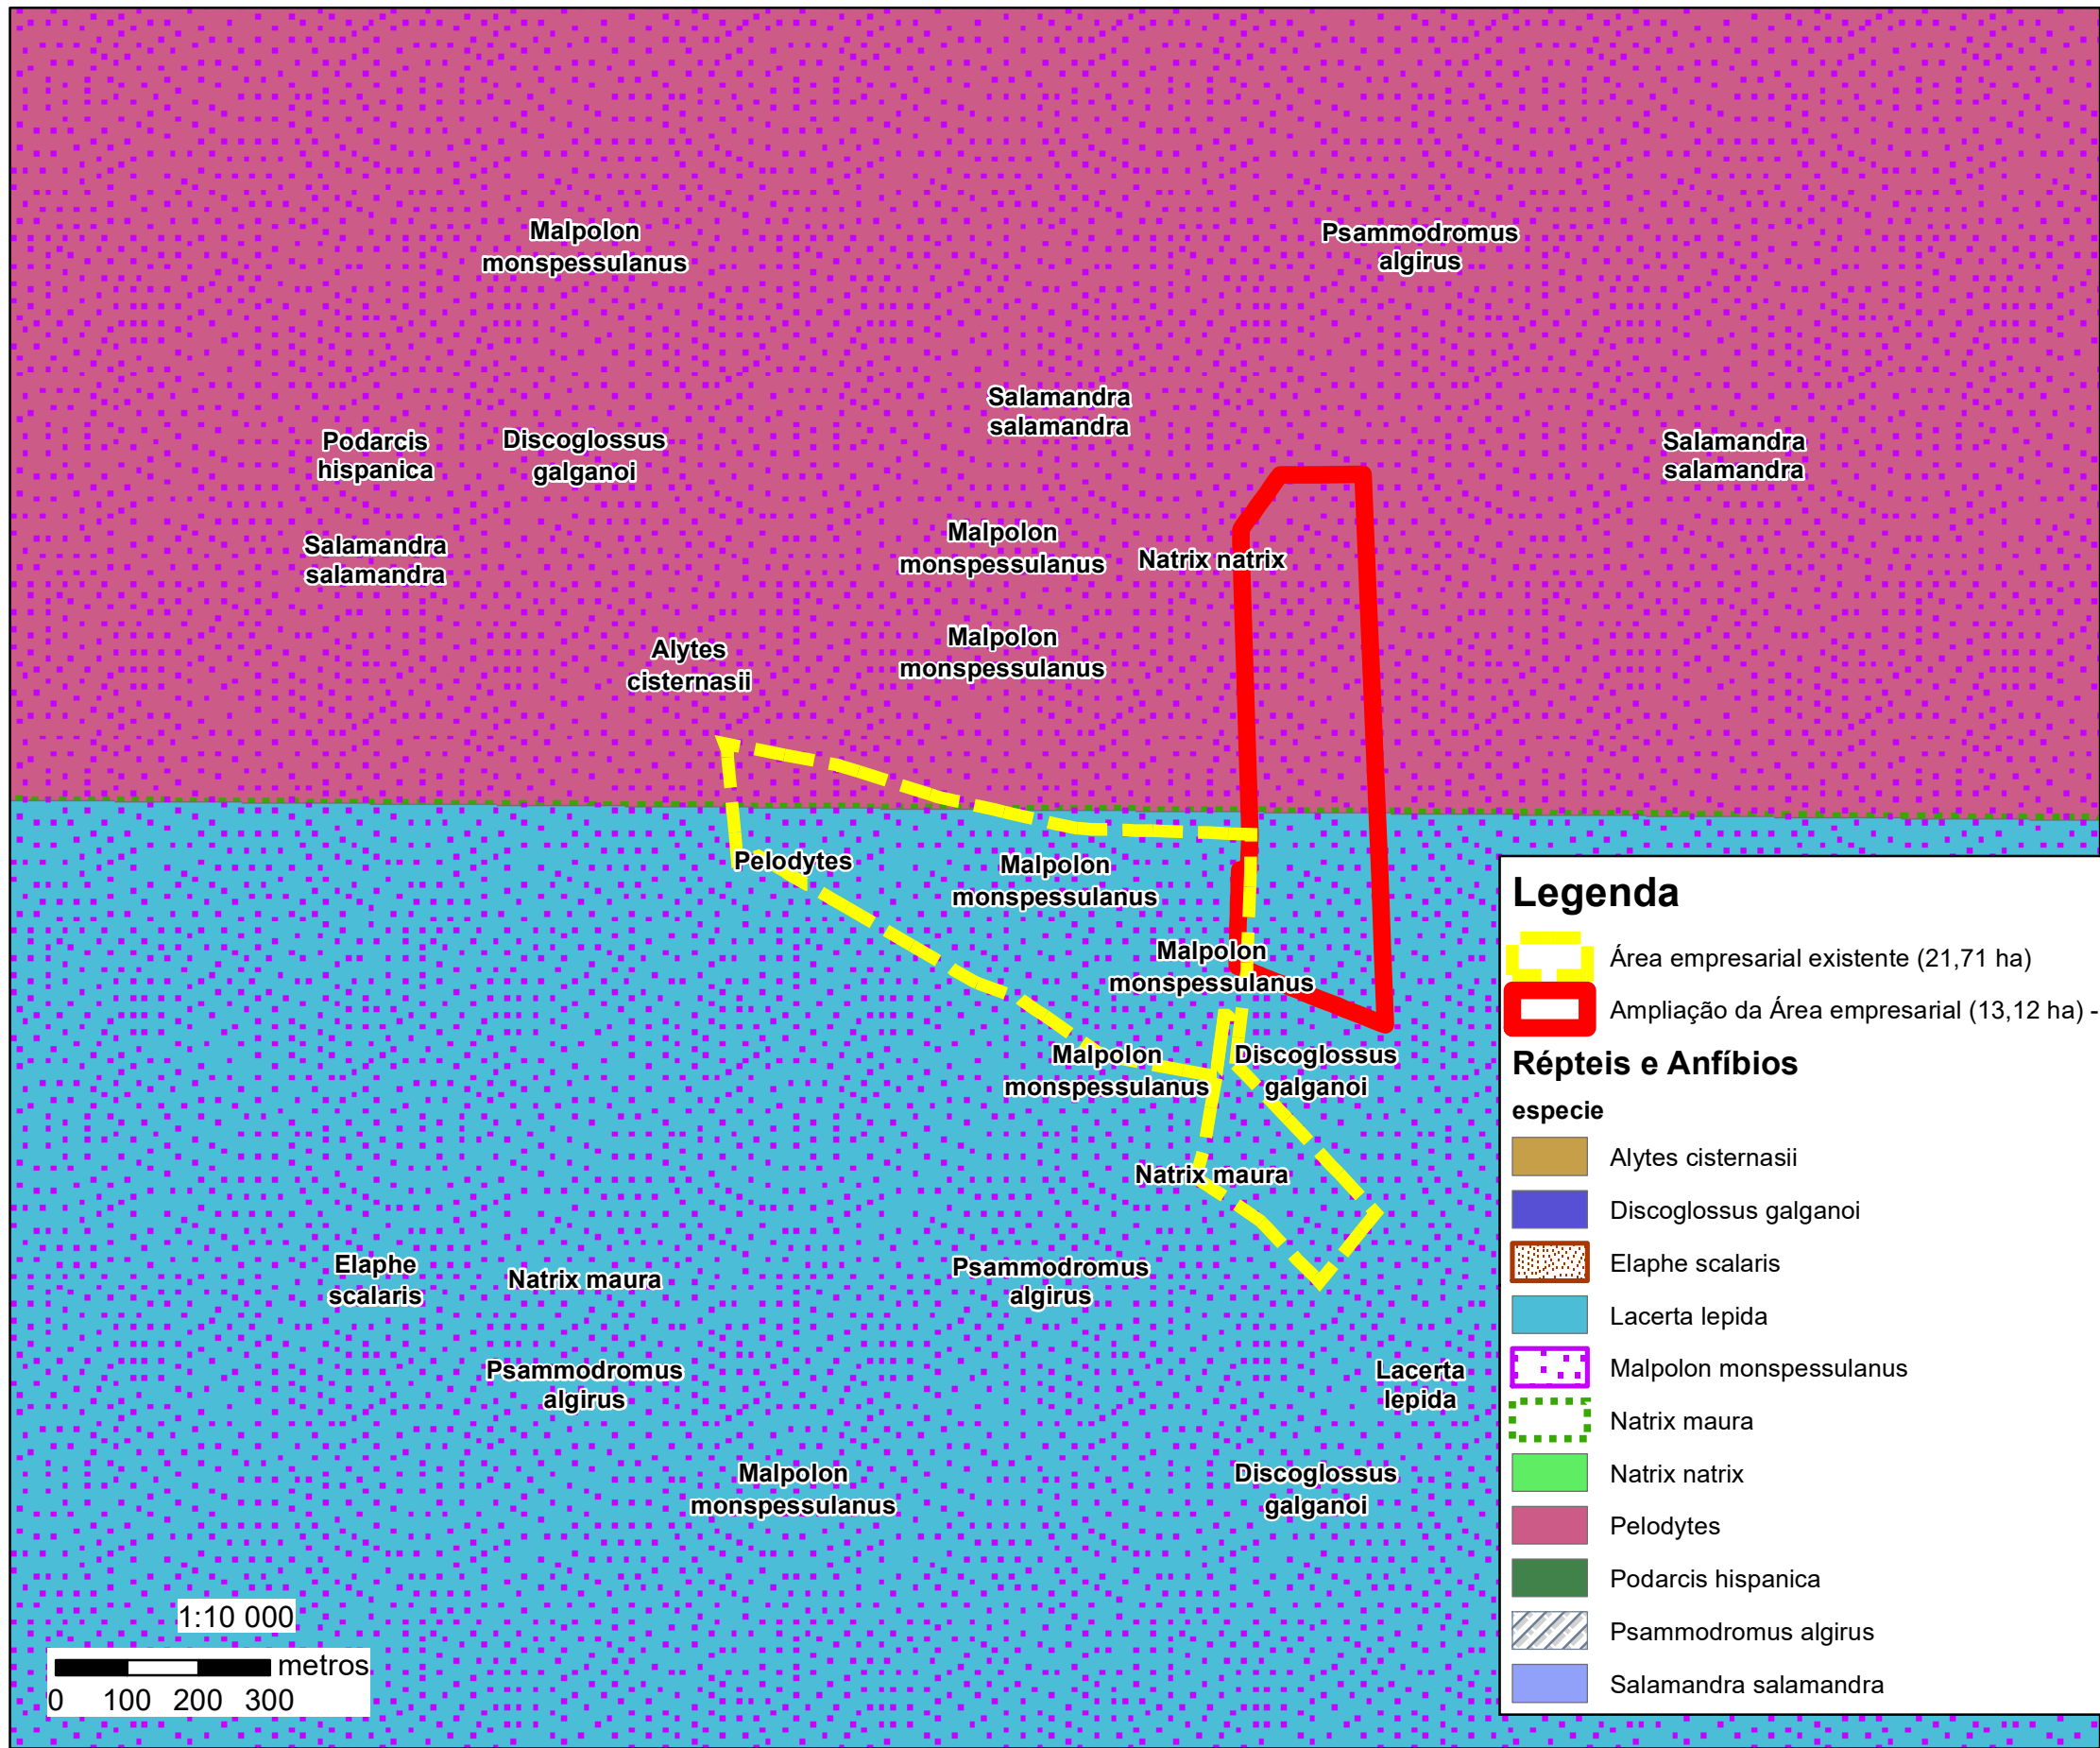 Malpolon
monspessulanus
Psammodromus
algirus
Salamandra
salamandra
Podarcis
hispanica
Discoglossus
galganoi
Salamandra
salamandra
Salamandra
salamandra
Malpolon
monspessulanus
Natrix natrix
Malpolon
monspessulanus
Alytes
cisternasii
Pelodytes
Malpolon
monspessulanus
Malpolon
monspessulanus
Malpolon
monspessulanus
Discoglossus
galganoi
Natrix maura
Elaphe
scalaris
Natrix maura
Psammodromus
algirus
Psammodromus
algirus
Lacerta
lepida
Malpolon
monspessulanus
Discoglossus
galganoi
1:10 000
metros
0 100 200 300
Legenda
Área empresarial existente (21,71 ha)
Ampliação da Área empresarial (13,12 ha) -
Répteis e Anfíbios
especie
Alytes cisternasii
Discoglossus galganoi
Elaphe scalaris
Lacerta lepida
Malpolon monspessulanus
Natrix maura
Natrix natrix
Pelodytes
Podarcis hispanica
Psammodromus algirus
Salamandra salamandra